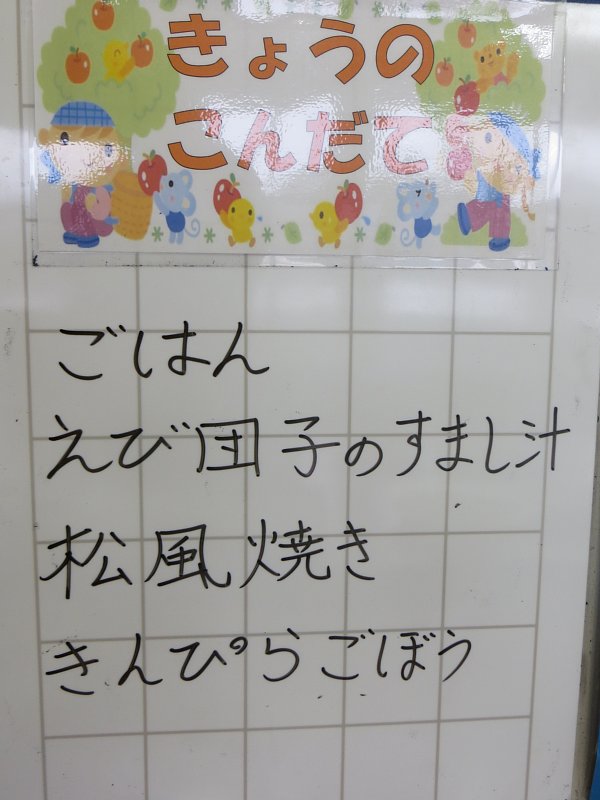 きょうの
こんだて
ごはん
えび団子のすまし汁
松風焼き
きんぴらごぼう